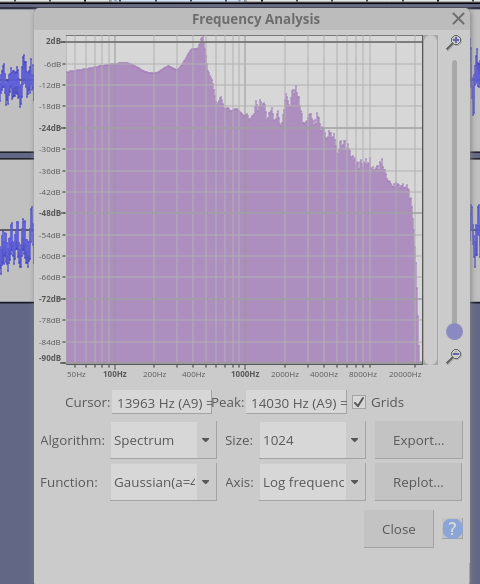 Frequency Analysis
2dB
-6dB
-12dB
-18dB
-24dB
-30dB
-36dB
-42dB
-48dB
-54dB
-60dB
-66dB
-72dB
-78dB
-84dB
-90dB
50Hz 100Hz 200Hz 400Hz 1000Hz 2000Hz 4000Hz 8000Hz 20000Hz
Cursor: 13963 Hz (A9) = Peak: 14030 Hz (A9) = Grids
Algorithm: Spectrum Size: 1024 Export...
Function: Gaussian(a=4 Axis: Log frequenc Replot...
Close ?